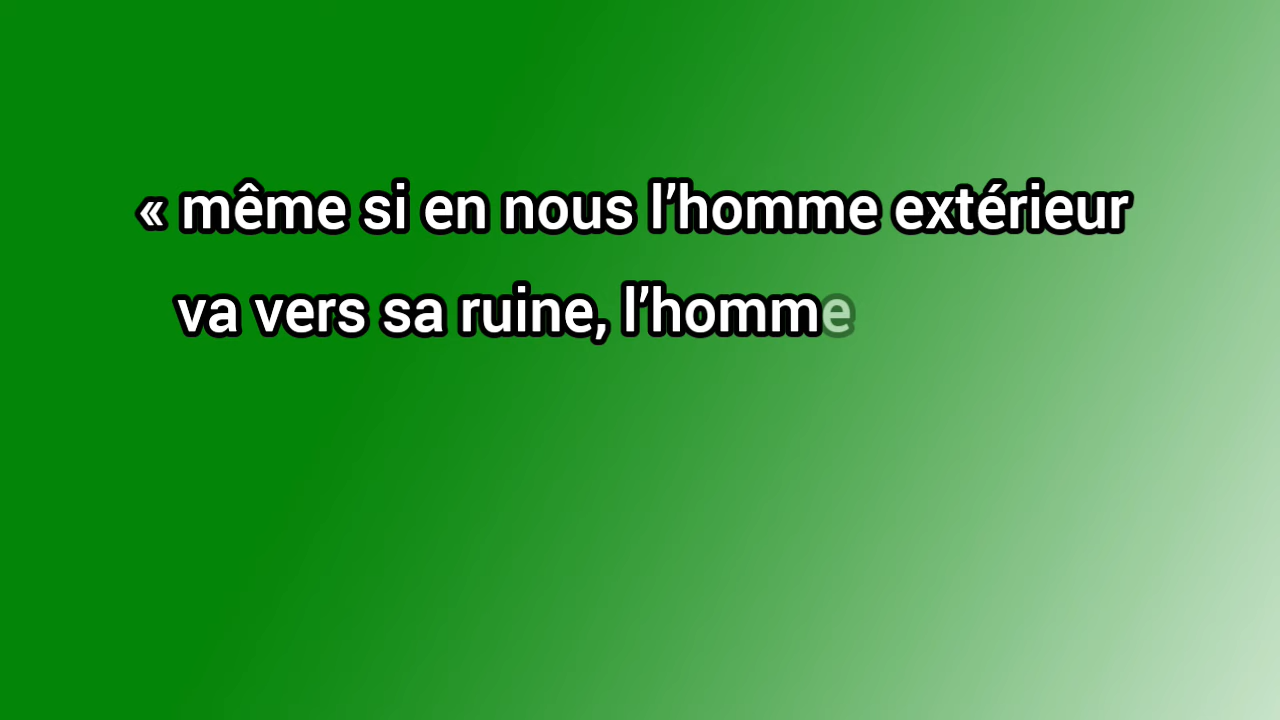 « même si en nous l’homme extérieur
va vers sa ruine, l’homme